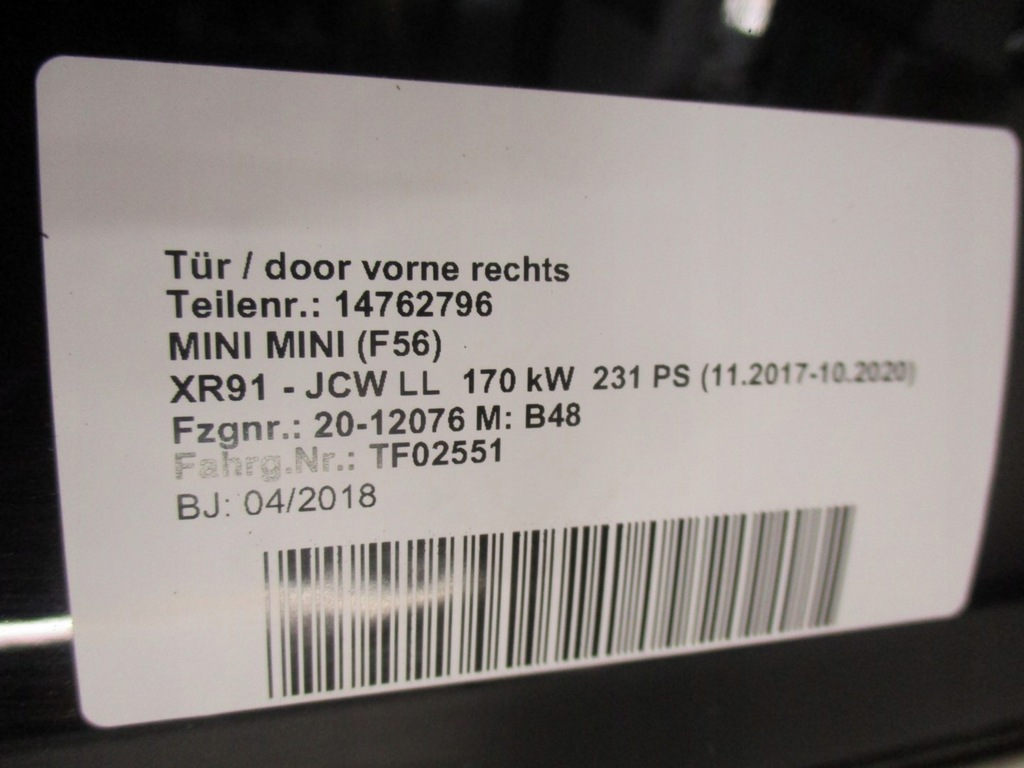 Tür / door vorne rechts
Teilenr.: 14762796
MINI MINI (F56)
XR91 - JCW LL 170 kW 231 PS (11.2017-10.2020)
Fzgnr.: 20-12076 M: B48
Fahrg.Nr.: TF02551
BJ: 04/2018